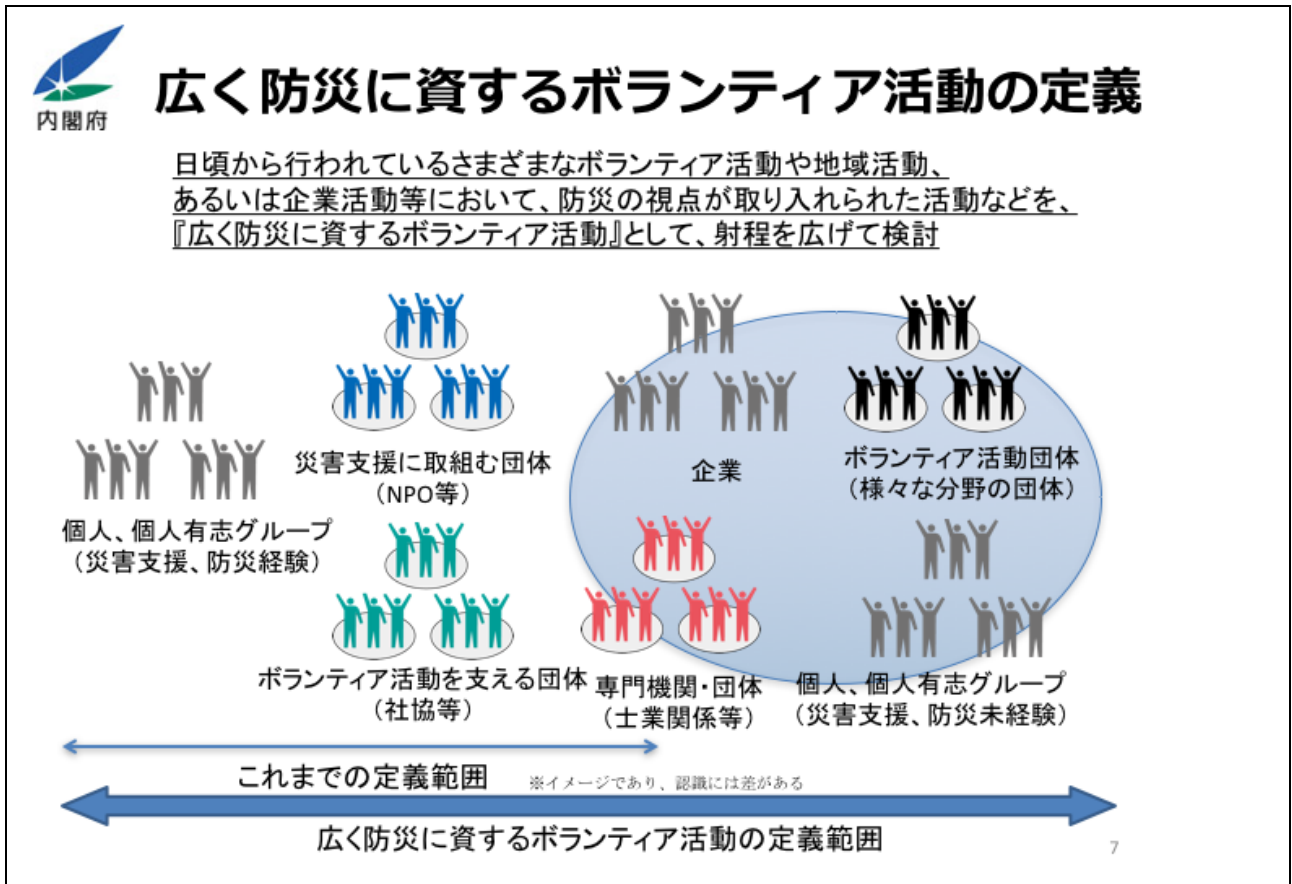 内閣府
広く防災に資するボランティア活動の定義
日頃から行われているさまざまなボランティア活動や地域活動、
あるいは企業活動等において、防災の視点が取り入れられた活動などを、
『広く防災に資するボランティア活動』として、射程を広げて検討
個人、個人有志グループ
（災害支援、防災経験）
災害支援に取組む団体
（NPO等）
ボランティア活動を支える団体
（社協等）
企業
ボランティア活動団体
（様々な分野の団体）
専門機関・団体
（士業関係等）
個人、個人有志グループ
（災害支援、防災未経験）
これまでの定義範囲
※イメージであり、認識には差がある
広く防災に資するボランティア活動の定義範囲
7